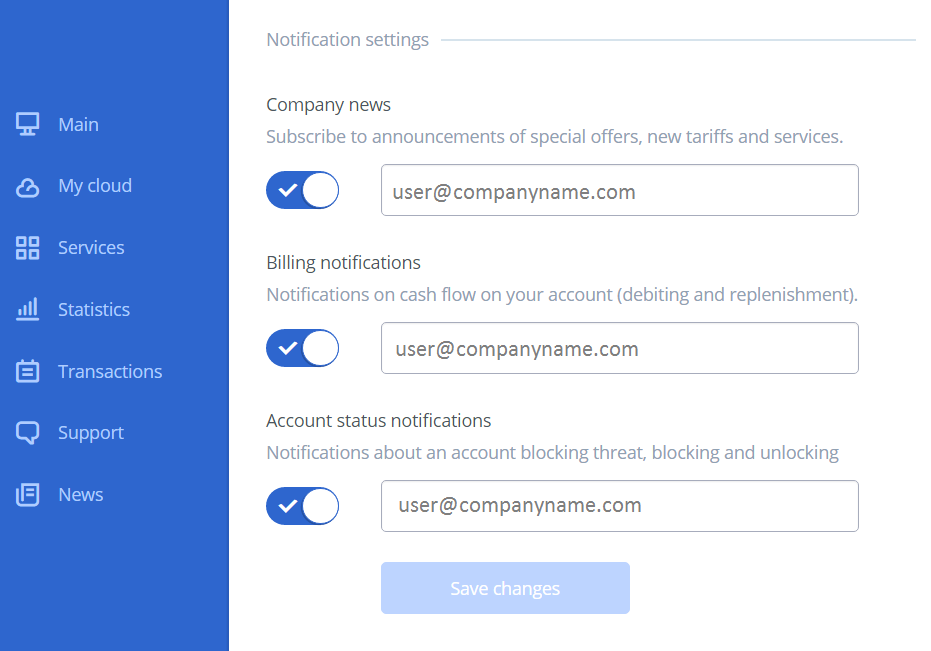 Main
My cloud
Services
Statistics
Transactions
Support
News
Notification settings
Company news
Subscribe to announcements of special offers, new tariffs and services.
user@companyname.com
Billing notifications
Notifications on cash flow on your account (debiting and replenishment).
user@companyname.com
Account status notifications
Notifications about an account blocking threat, blocking and unlocking
user@companyname.com
Save changes